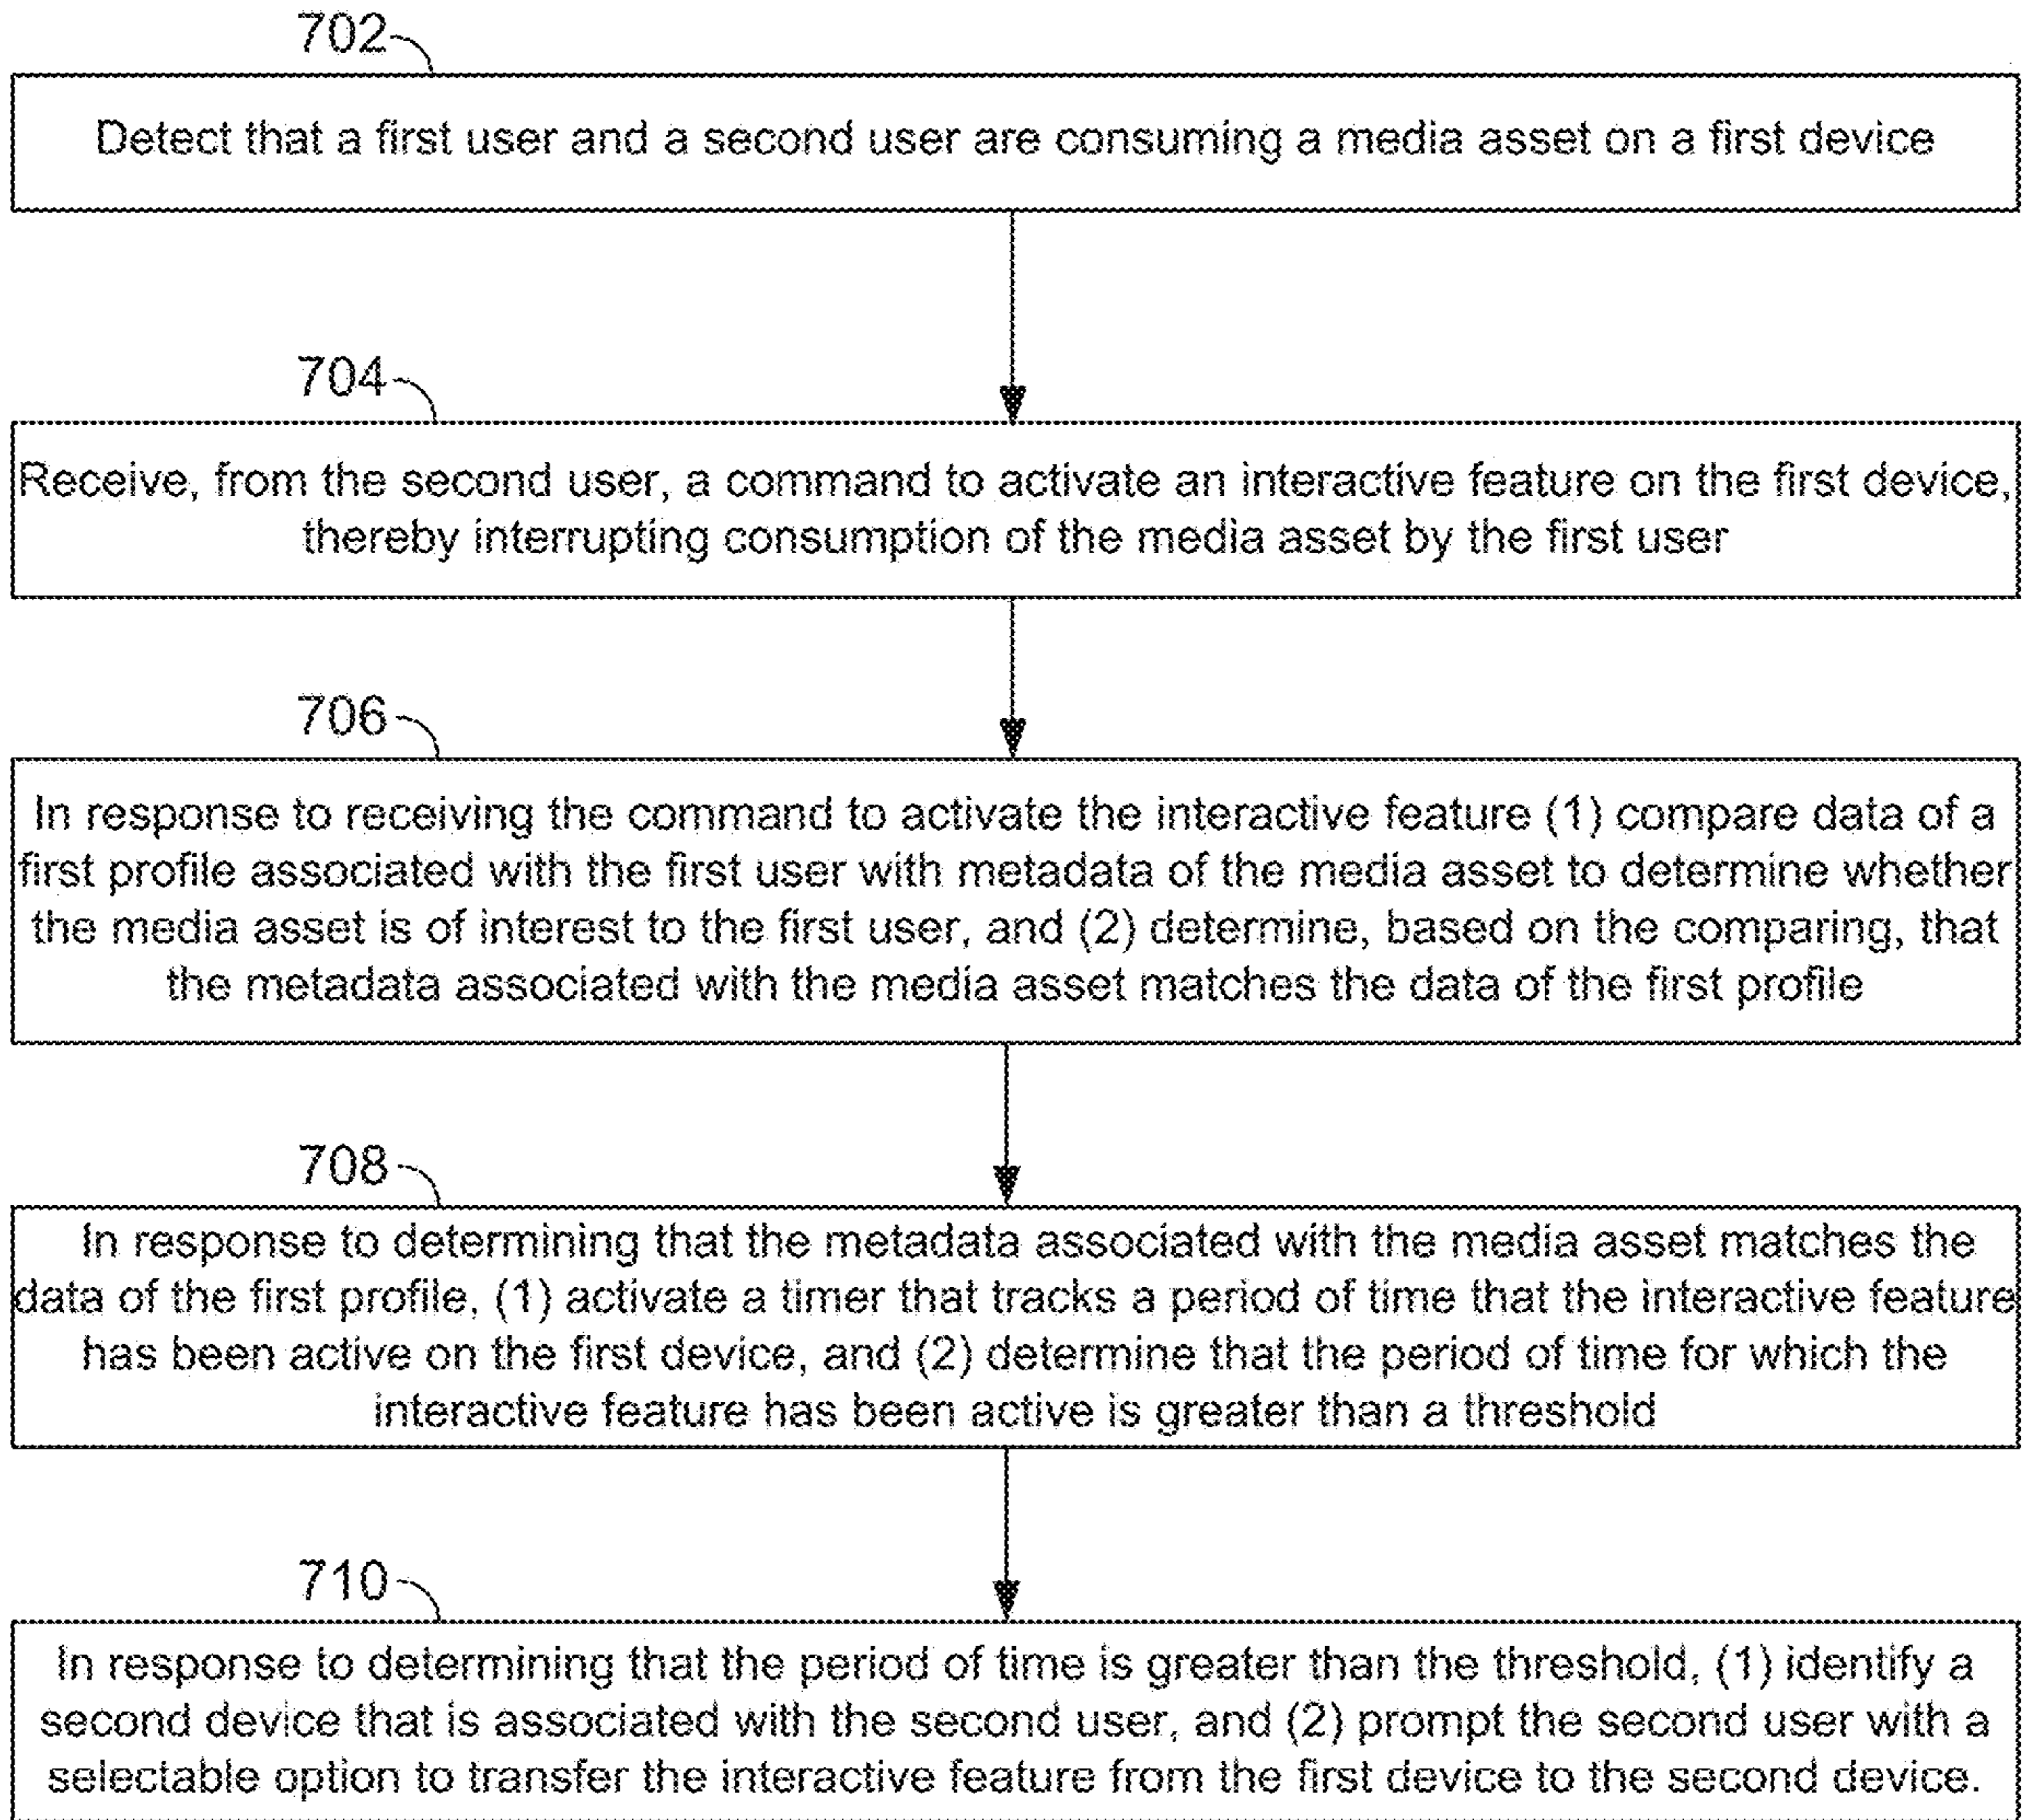 702
Detect that a first user and a second user are consuming a media asset on a first device
704
Receive, from the second user, a command to activate an interactive feature on the first device,
thereby interrupting consumption of the media asset by the first user
706
In response to receiving the command to activate the interactive feature (1) compare data of a
first profile associated with the first user with metadata of the media asset to determine whether
the media asset is of interest to the first user, and (2) determine, based on the comparing, that
the metadata associated with the media asset matches the data of the first profile
708
In response to determining that the metadata associated with the media asset matches the
data of the first profile, (1) activate a timer that tracks a period of time that the interactive feature
has been active on the first device, and (2) determine that the period of time for which the
interactive feature has been active is greater than a threshold
710
In response to determining that the period of time is greater than the threshold, (1) identify a
second device that is associated with the second user, and (2) prompt the second user with a
selectable option to transfer the interactive feature from the first device to the second device.